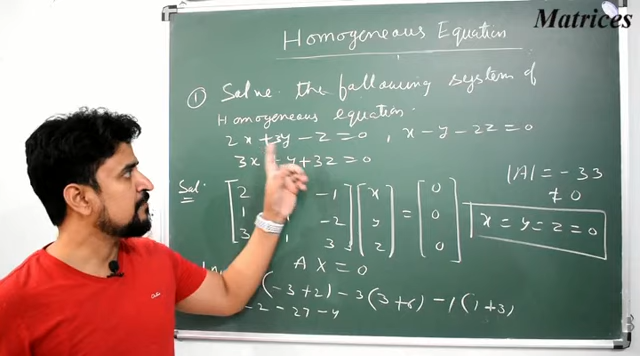 Matrices
Homogeneous Equation
① Solve the following system of
Homogeneous equation.
2x+3y-z=0 , x-y-2z=0
3x y+3z=0
Sol: [2 -1] [x] [0]
[1 -2] [y] = [0]
[3 1 3] [z] [0]
|A| = -33
≠ 0
x=y=z=0
AX=0
(-3+2) -3(3+6) -1(1+3)
-2 -27 -4